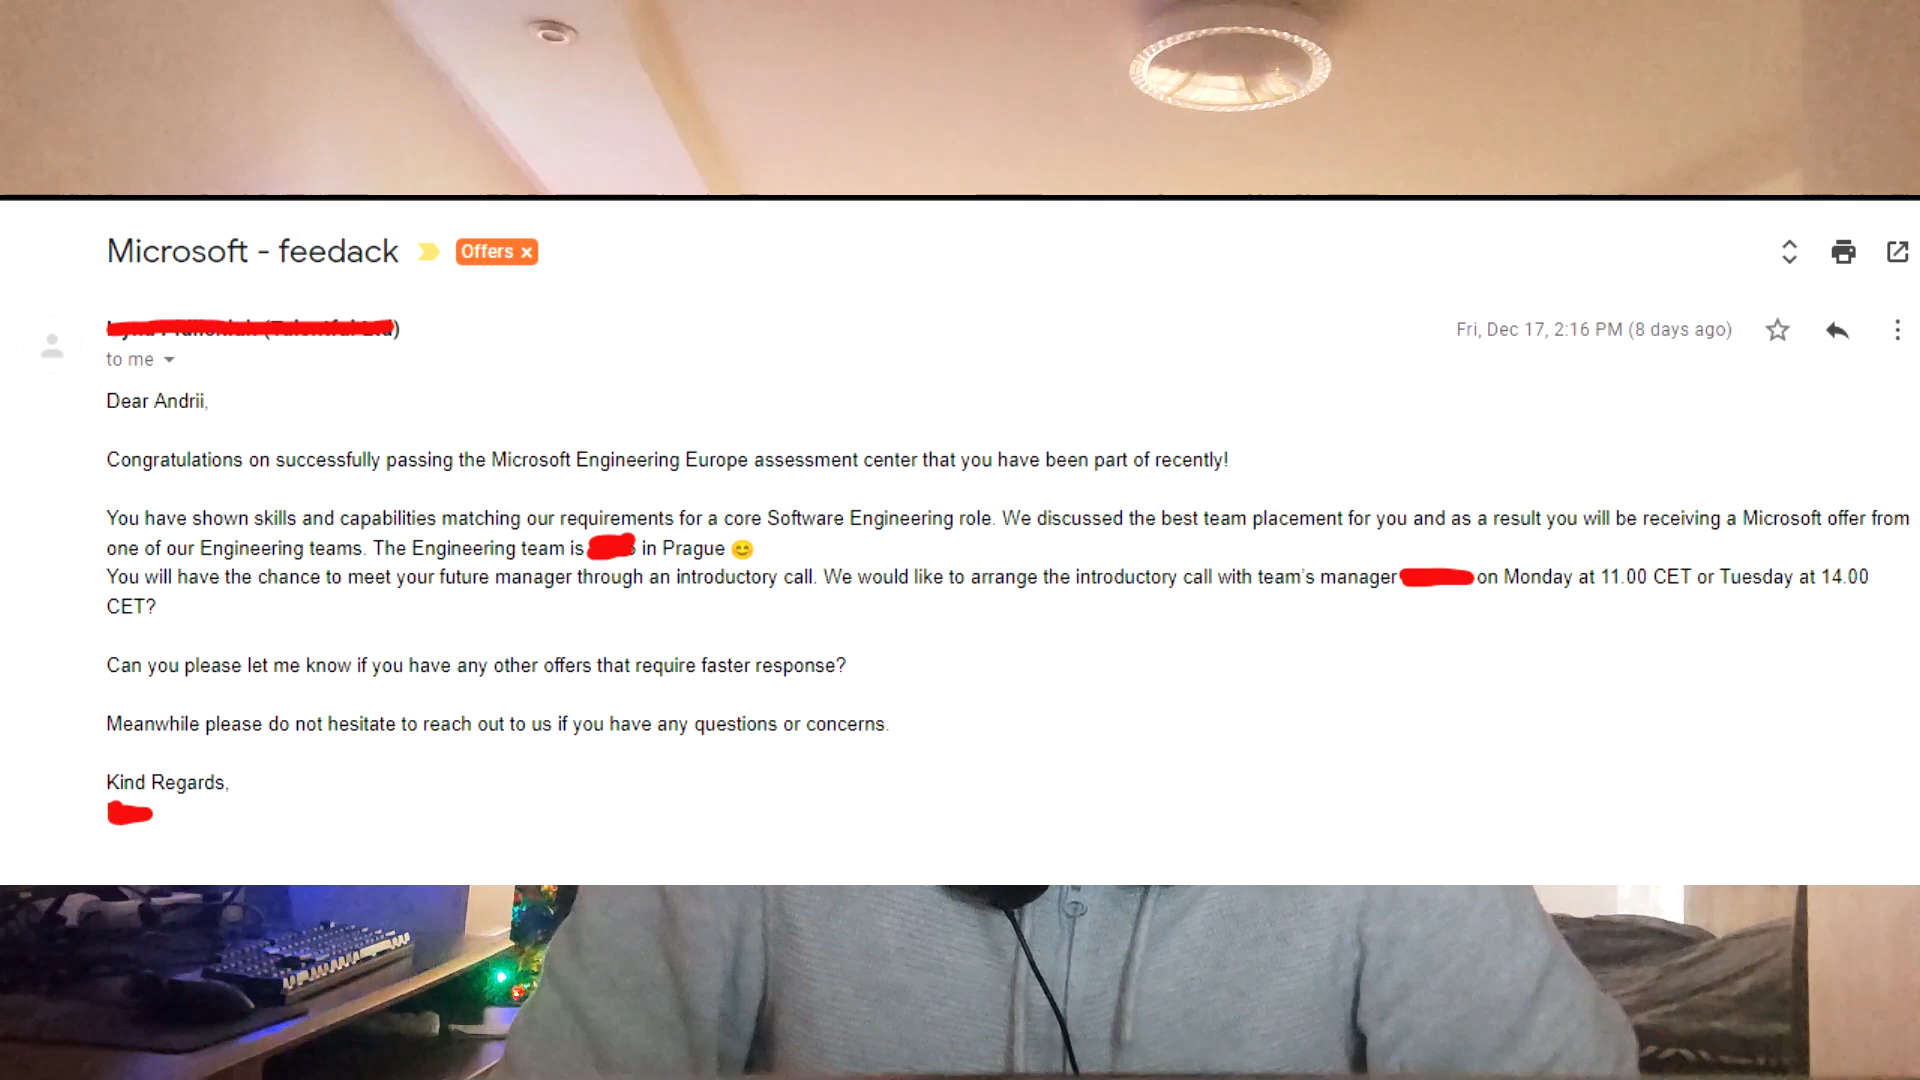 Microsoft - feedack
Offers x
Fri, Dec 17, 2:16 PM (8 days ago)
to me
Dear Andrii,
Congratulations on successfully passing the Microsoft Engineering Europe assessment center that you have been part of recently!
You have shown skills and capabilities matching our requirements for a core Software Engineering role. We discussed the best team placement for you and as a result you will be receiving a Microsoft offer from
one of our Engineering teams. The Engineering team is in Prague 😊
You will have the chance to meet your future manager through an introductory call. We would like to arrange the introductory call with team's manager on Monday at 11.00 CET or Tuesday at 14.00
CET?
Can you please let me know if you have any other offers that require faster response?
Meanwhile please do not hesitate to reach out to us if you have any questions or concerns.
Kind Regards,